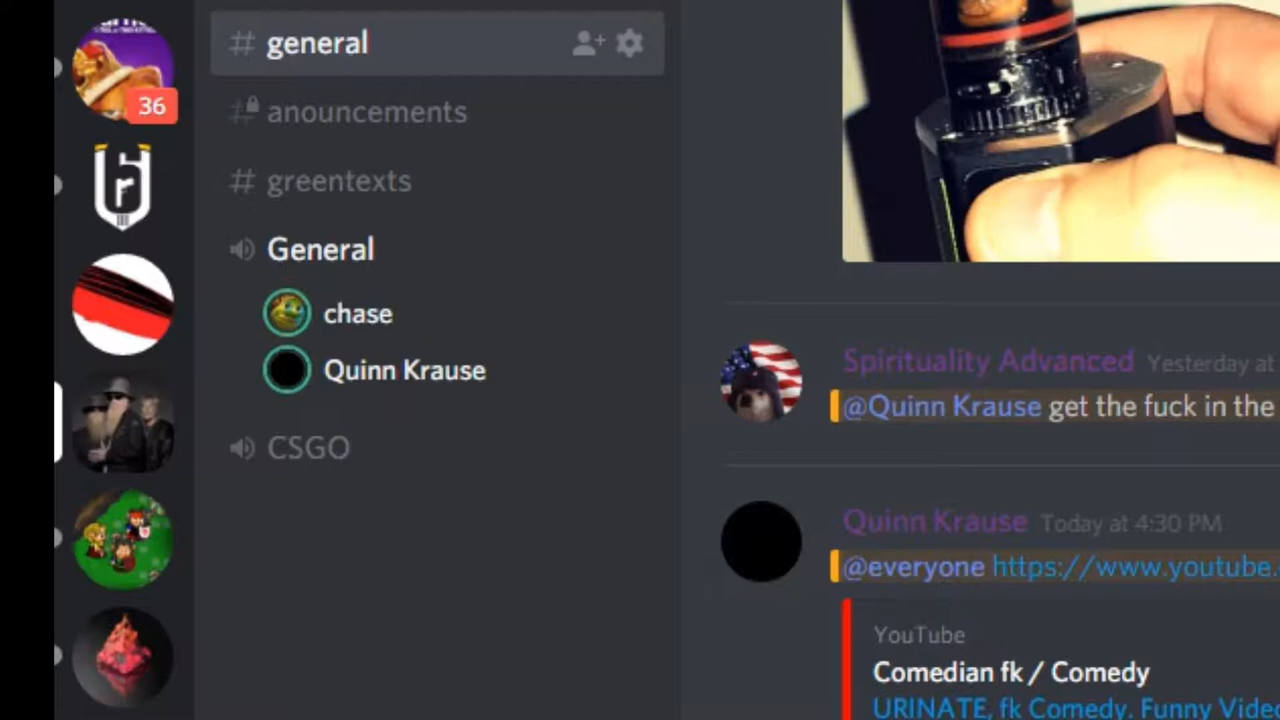 36
general
anouncements
greentexts
General
chase
Quinn Krause
CSGO
Spirituality Advanced Yesterday at
@Quinn Krause get the fuck in the
Quinn Krause Today at 4:30 PM
@everyone https://www.youtube.
YouTube
Comedian fk / Comedy
URINATE, fk Comedy, Funny Video